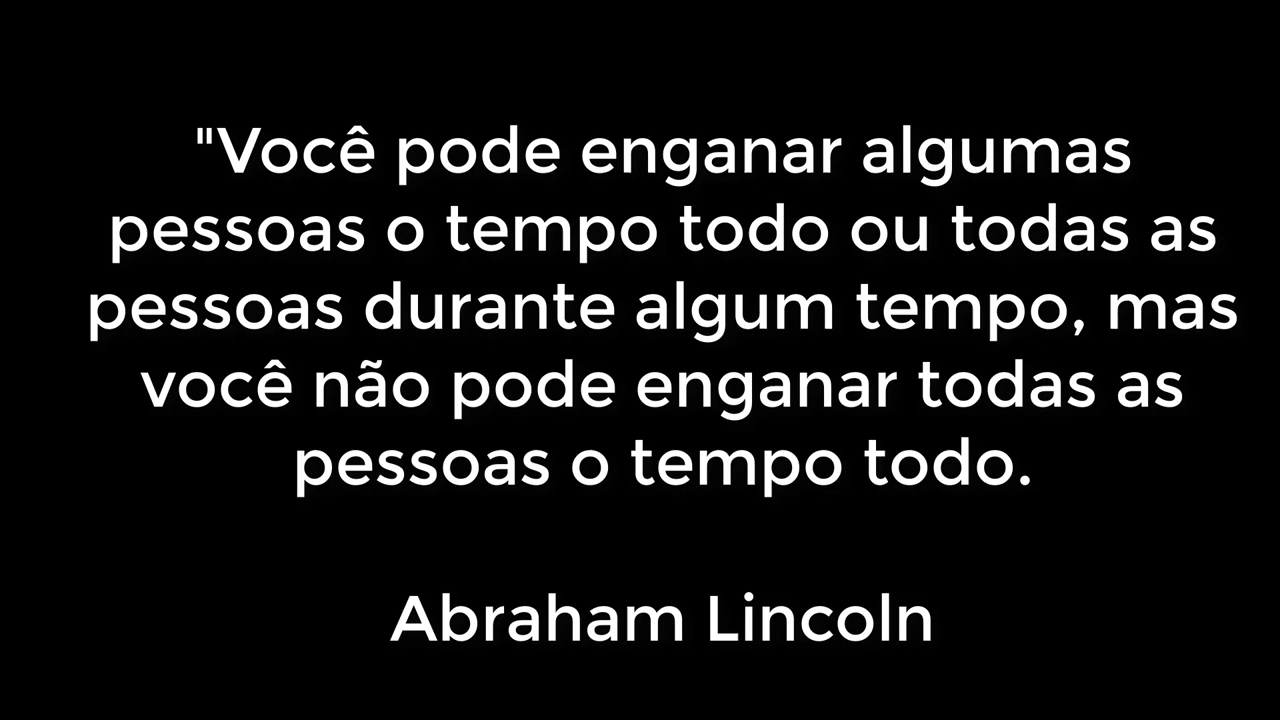 "Você pode enganar algumas
pessoas o tempo todo ou todas as
pessoas durante algum tempo, mas
você não pode enganar todas as
pessoas o tempo todo.
Abraham Lincoln